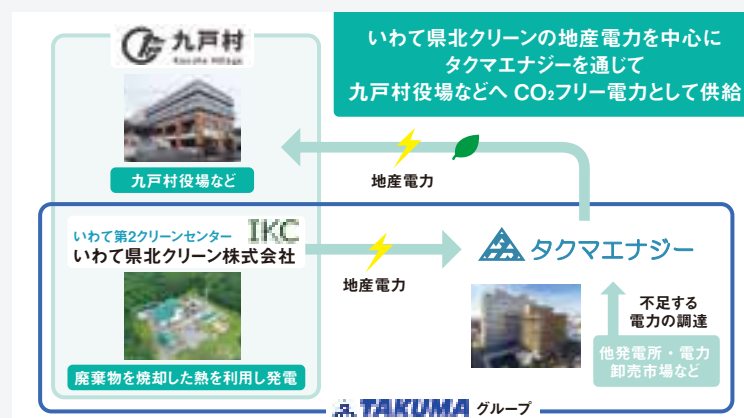 九戸村
Kunohe Village
いわて県北クリーンの地産電力を中心に
タクマエナジーを通じて
九戸村役場などへ CO₂フリー電力として供給
九戸村役場など
地産電力
いわて第2クリーンセンター IKC
いわて県北クリーン株式会社
地産電力
タクマエナジー
廃棄物を焼却した熱を利用し発電
不足する
電力の調達
他発電所・電力
卸売市場など
TAKUMA グループ